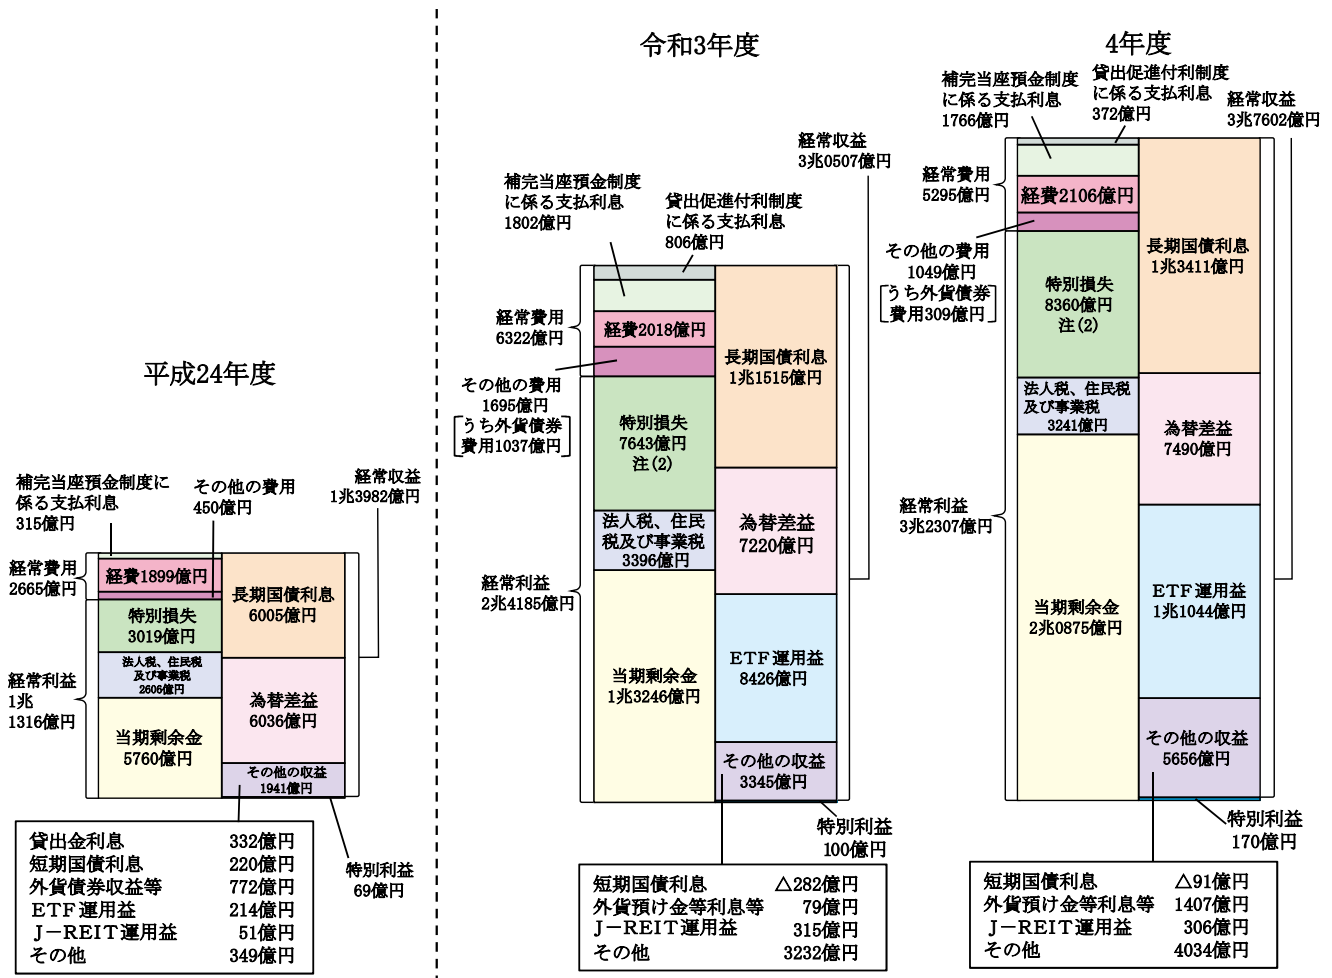 平成24年度
補完当座預金制度に
係る支払利息
315億円
その他の費用
450億円
経常収益
1兆3982億円
経常費用
2665億円
経費1899億円
長期国債利息
6005億円
特別損失
3019億円
法人税、住民税
及び事業税
2606億円
経常利益
1兆
1316億円
為替差益
6036億円
当期剰余金
5760億円
その他の収益
1941億円
特別利益
69億円
貸出金利息 332億円
短期国債利息 220億円
外貨債券収益等 772億円
ETF運用益 214億円
J－REIT運用益 51億円
その他 349億円
令和3年度
補完当座預金制度
に係る支払利息
1802億円
貸出促進付利制度
に係る支払利息
806億円
経常収益
3兆0507億円
経常費用
6322億円
経費2018億円
長期国債利息
1兆1515億円
その他の費用
1695億円
うち外貨債券
費用1037億円
特別損失
7643億円
注(2)
法人税、住民
税及び事業税
3396億円
為替差益
7220億円
経常利益
2兆4185億円
当期剰余金
1兆3246億円
ETF運用益
8426億円
その他の収益
3345億円
特別利益
100億円
短期国債利息 △282億円
外貨預け金等利息等 79億円
J－REIT運用益 315億円
その他 3232億円
4年度
補完当座預金制度
に係る支払利息
1766億円
貸出促進付利制度
に係る支払利息
372億円
経常収益
3兆7602億円
経常費用
5295億円
経費2106億円
長期国債利息
1兆3411億円
その他の費用
1049億円
うち外貨債券
費用309億円
特別損失
8360億円
注(2)
法人税、住民税
及び事業税
3241億円
為替差益
7490億円
経常利益
3兆2307億円
当期剰余金
2兆0875億円
ETF運用益
1兆1044億円
その他の収益
5656億円
特別利益
170億円
短期国債利息 △91億円
外貨預け金等利息等 1407億円
J－REIT運用益 306億円
その他 4034億円